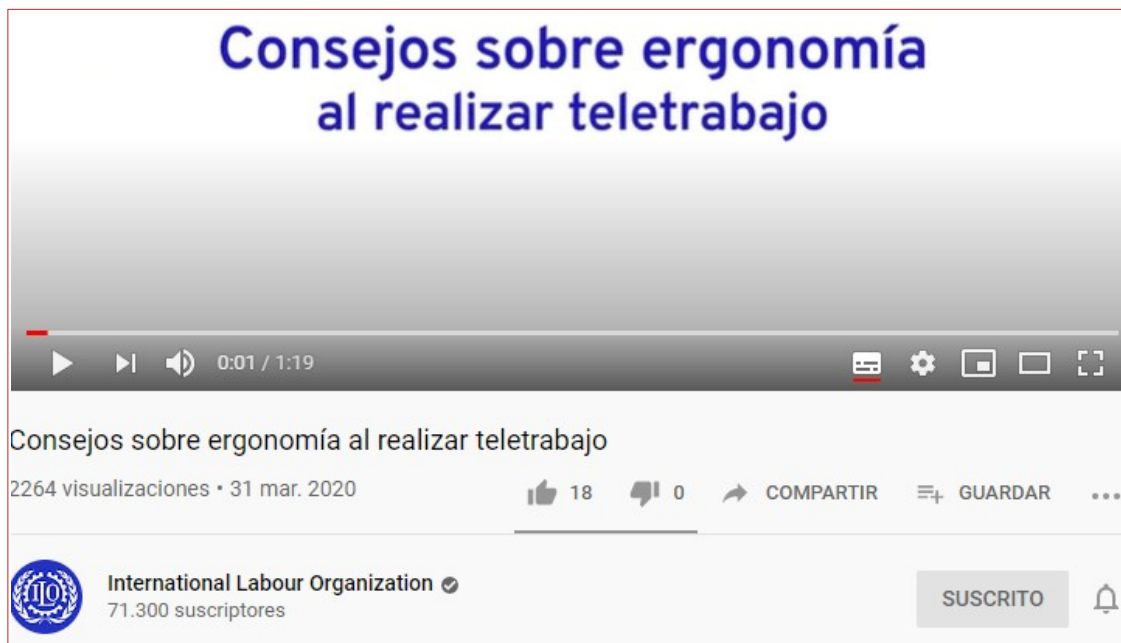 Consejos sobre ergonomía
al realizar teletrabajo
0:01 / 1:19
Consejos sobre ergonomía al realizar teletrabajo
2264 visualizaciones • 31 mar. 2020 18 0 COMPARTIR GUARDAR
ILO
International Labour Organization
71.300 suscriptores
SUSCRITO